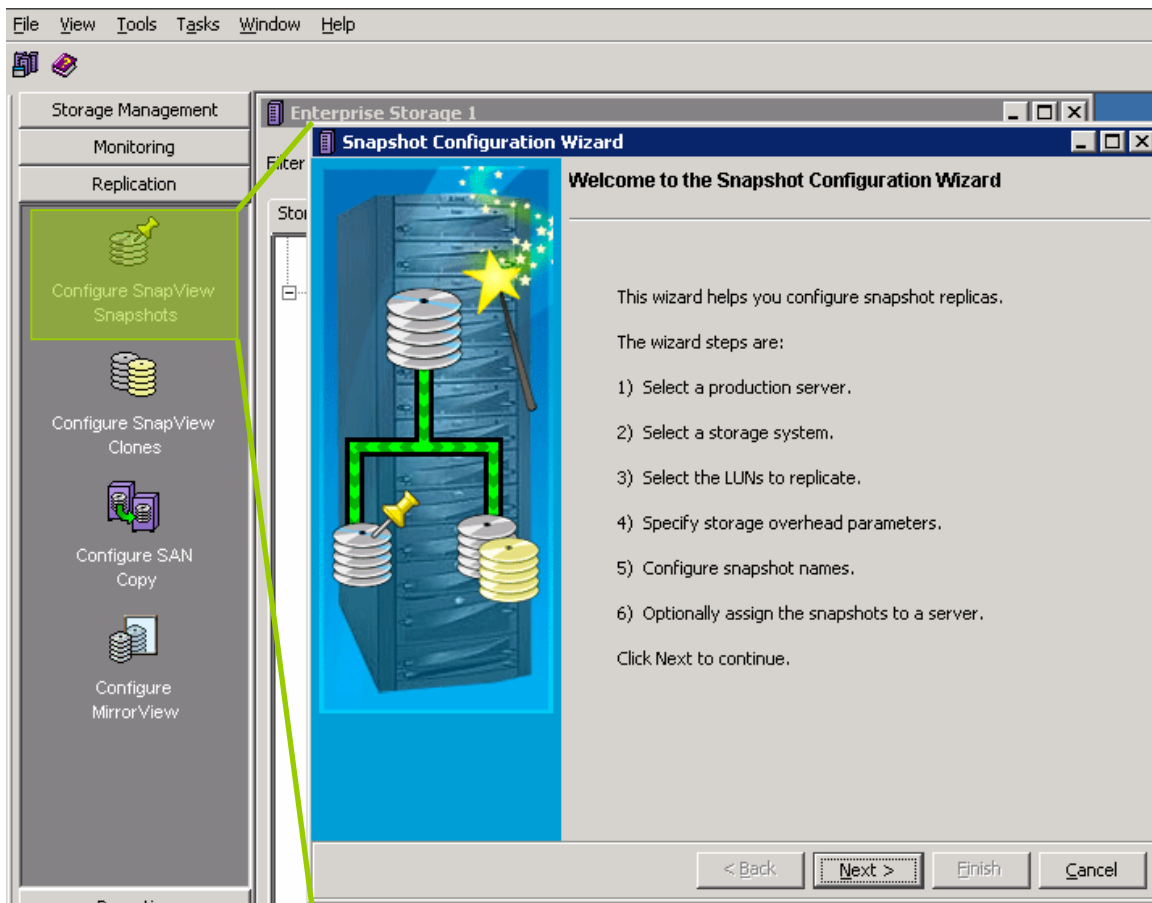 File View Tools Tasks Window Help
Storage Management
Monitoring
Replication
Configure SnapView
Snapshots
Configure SnapView
Clones
Configure SAN
Copy
Configure
MirrorView
Enterprise Storage 1
Filter
Snapshot Configuration Wizard
Welcome to the Snapshot Configuration Wizard
This wizard helps you configure snapshot replicas.
The wizard steps are:
1) Select a production server.
2) Select a storage system.
3) Select the LUNs to replicate.
4) Specify storage overhead parameters.
5) Configure snapshot names.
6) Optionally assign the snapshots to a server.
Click Next to continue.
< Back Next > Finish Cancel